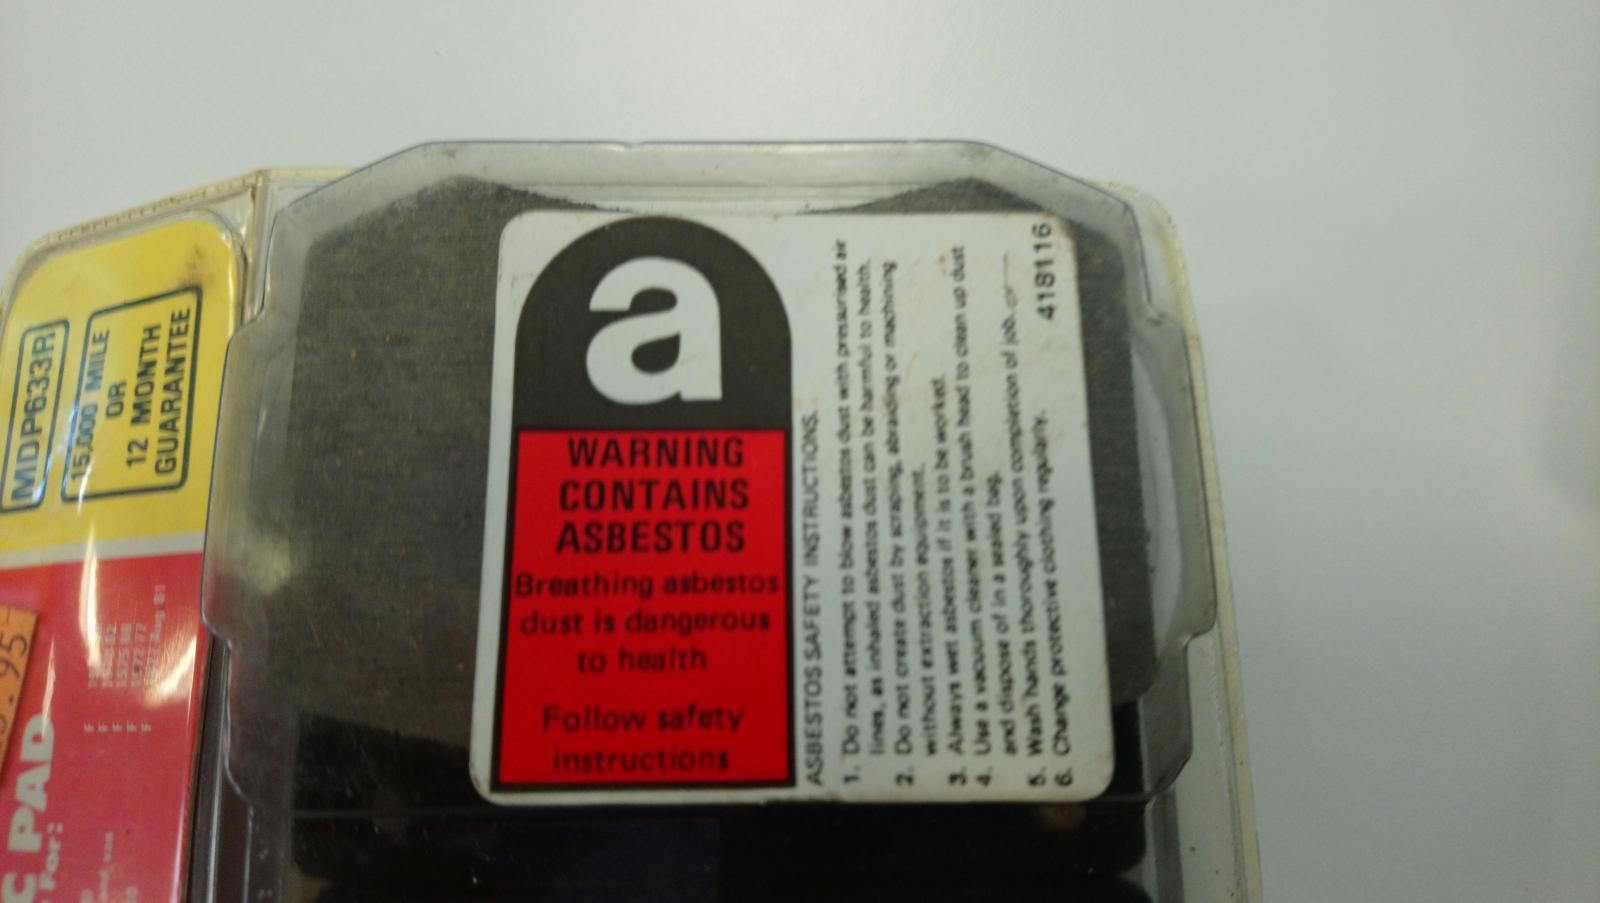 MDP633R
15,000 MILE
OR
12 MONTH
GUARANTEE
C PAD
For:
a
WARNING
CONTAINS
ASBESTOS
Breathing asbestos
dust is dangerous
to health
Follow safety
instructions
ASBESTOS SAFETY INSTRUCTIONS.
1. Do not attempt to blow asbestos dust with pressurised air
lines, as inhaled asbestos dust can be harmful to health.
2. Do not create dust by scraping, abraiding or machining
without extraction equipment.
3. Always wet asbestos if it is to be worked.
4. Use a vacuum cleaner with a brush head to clean up dust
and dispose of in a sealed bag.
5. Wash hands thoroughly upon completion of job.
6. Change protective clothing regularly.
418116